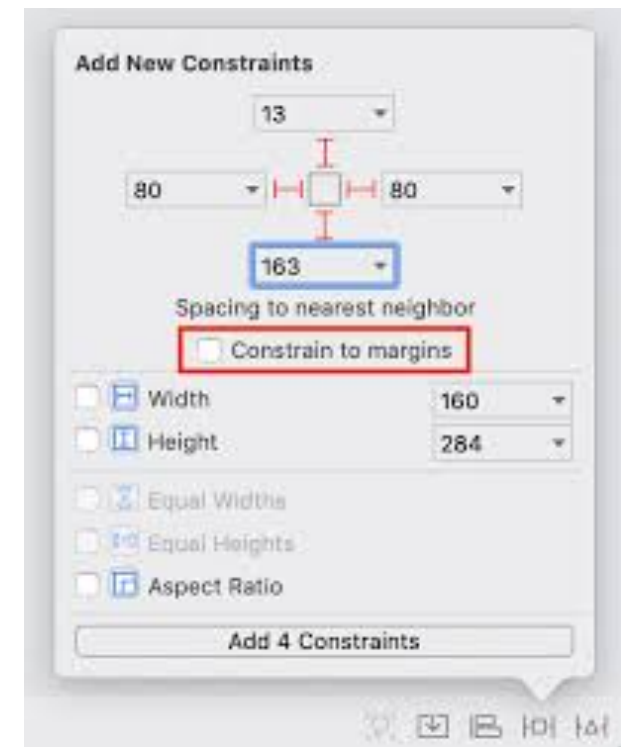 Add New Constraints
13
80 80
163
Spacing to nearest neighbor
Constrain to margins
Width 160
Height 284
Equal Widths
Equal Heights
Aspect Ratio
Add 4 Constraints